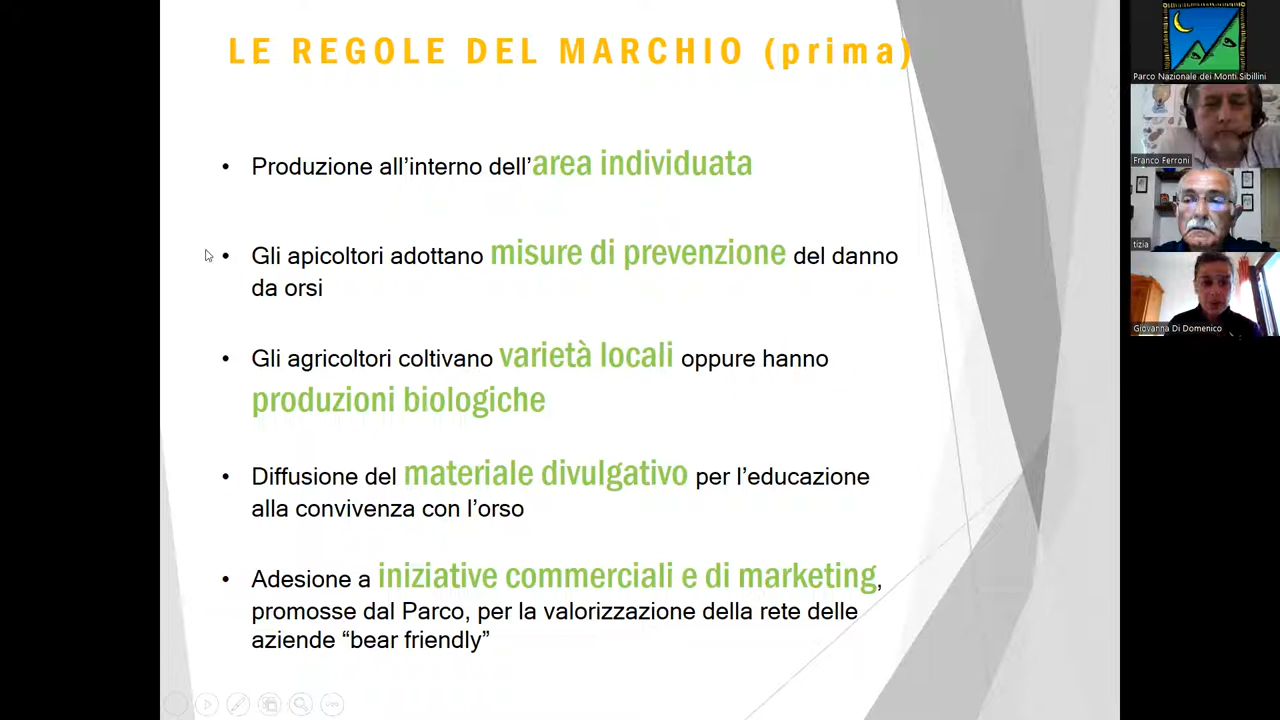 LE REGOLE DEL MARCHIO (prima)
• Produzione all’interno dell’area individuata
• Gli apicoltori adottano misure di prevenzione del danno
da orsi
• Gli agricoltori coltivano varietà locali oppure hanno
produzioni biologiche
• Diffusione del materiale divulgativo per l’educazione
alla convivenza con l’orso
• Adesione a iniziative commerciali e di marketing,
promosse dal Parco, per la valorizzazione della rete delle
aziende “bear friendly”
Parco Nazionale dei Monti Sibillini
Franco Ferroni
tizia
Giovanna Di Domenico